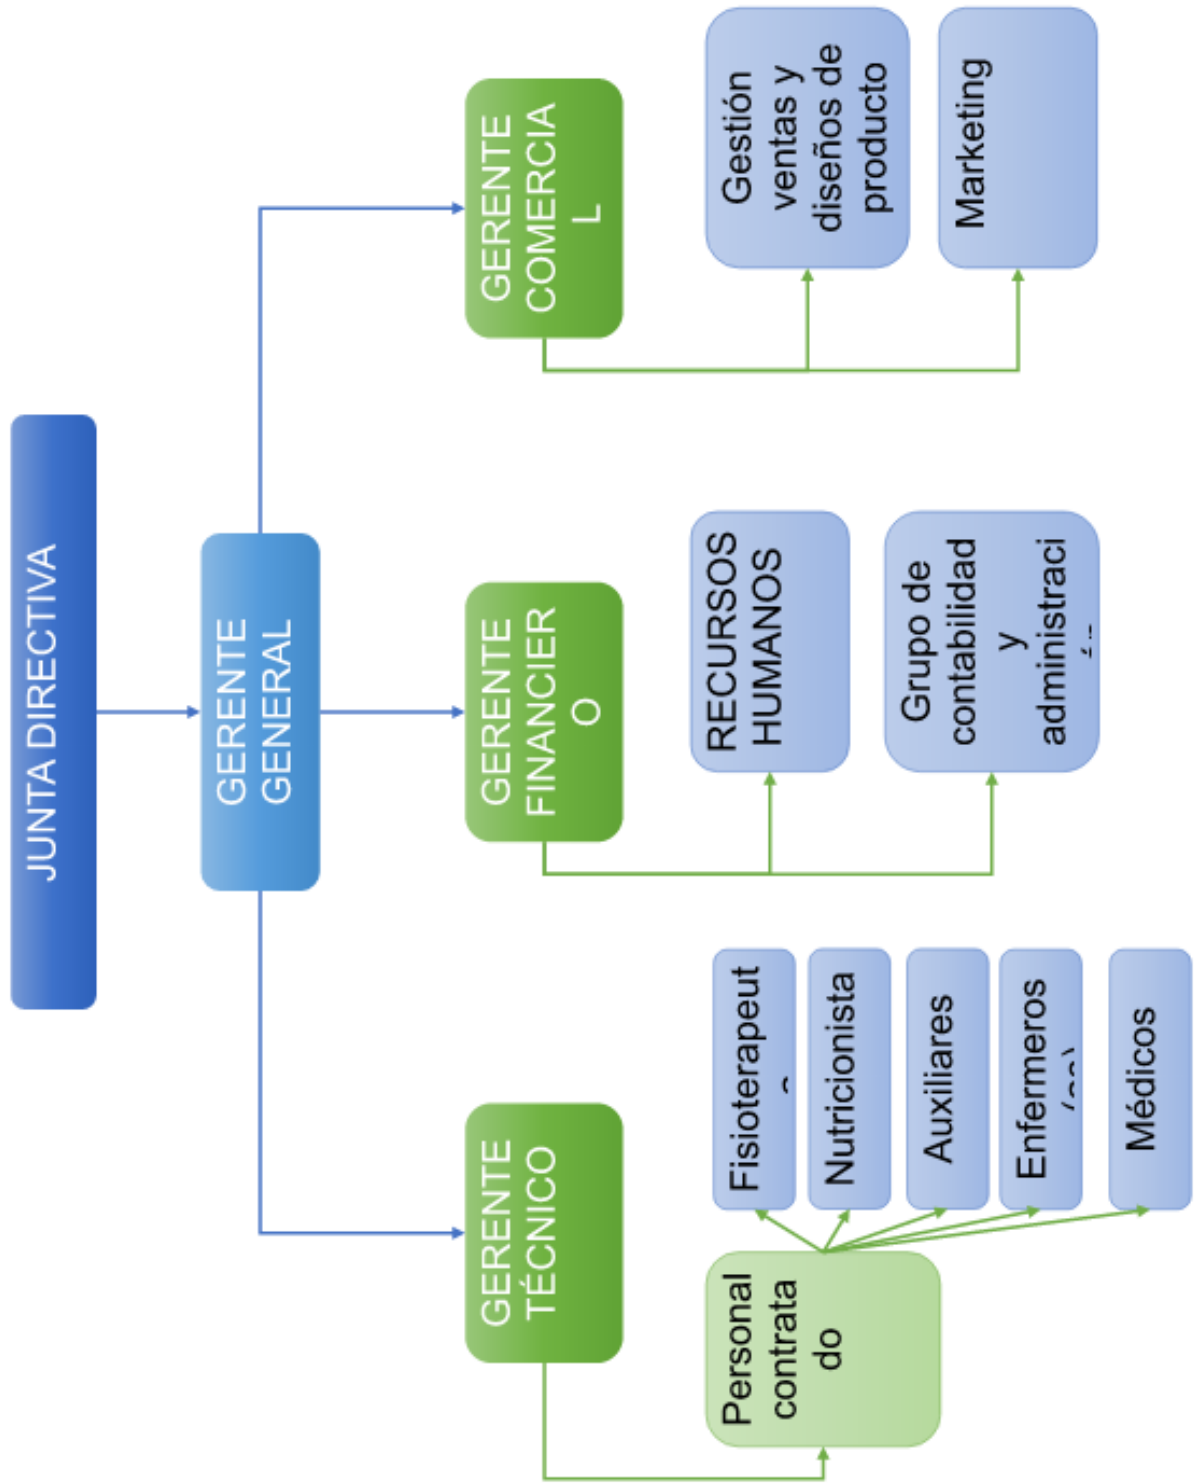 JUNTA DIRECTIVA
GERENTE
GENERAL
GERENTE
TÉCNICO
GERENTE
FINANCIER
O
GERENTE
COMERCIA
L
Personal
contrata
do
Fisioterapeut
Nutricionista
Auxiliares
Enfermeros
Médicos
RECURSOS
HUMANOS
Grupo de
contabilidad
y
administraci
Gestión
ventas y
diseños de
producto
Marketing